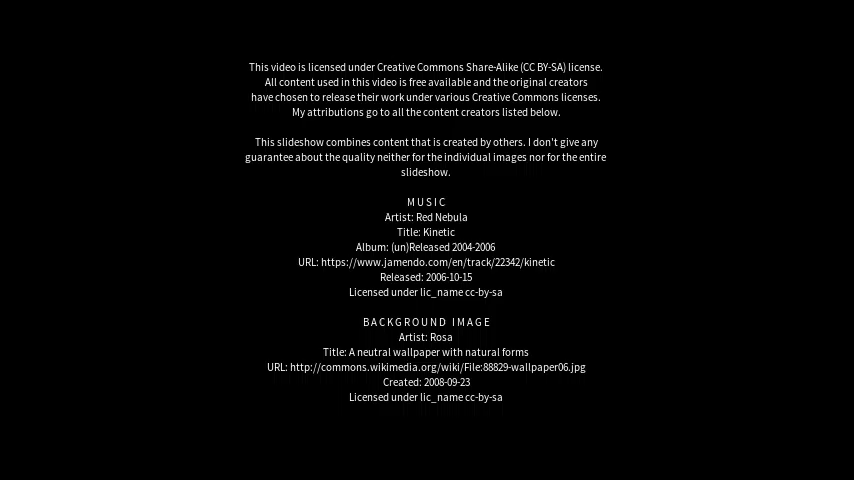 This video is licensed under Creative Commons Share-Alike (CC BY-SA) license.
All content used in this video is free available and the original creators
have chosen to release their work under various Creative Commons licenses.
My attributions go to all the content creators listed below.
This slideshow combines content that is created by others. I don't give any
guarantee about the quality neither for the individual images nor for the entire
slideshow.
MUSIC
Artist: Red Nebula
Title: Kinetic
Album: (un)Released 2004-2006
URL: https://www.jamendo.com/en/track/22342/kinetic
Released: 2006-10-15
Licensed under lic_name cc-by-sa
BACKGROUND IMAGE
Artist: Rosa
Title: A neutral wallpaper with natural forms
URL: http://commons.wikimedia.org/wiki/File:88829-wallpaper06.jpg
Created: 2008-09-23
Licensed under lic_name cc-by-sa